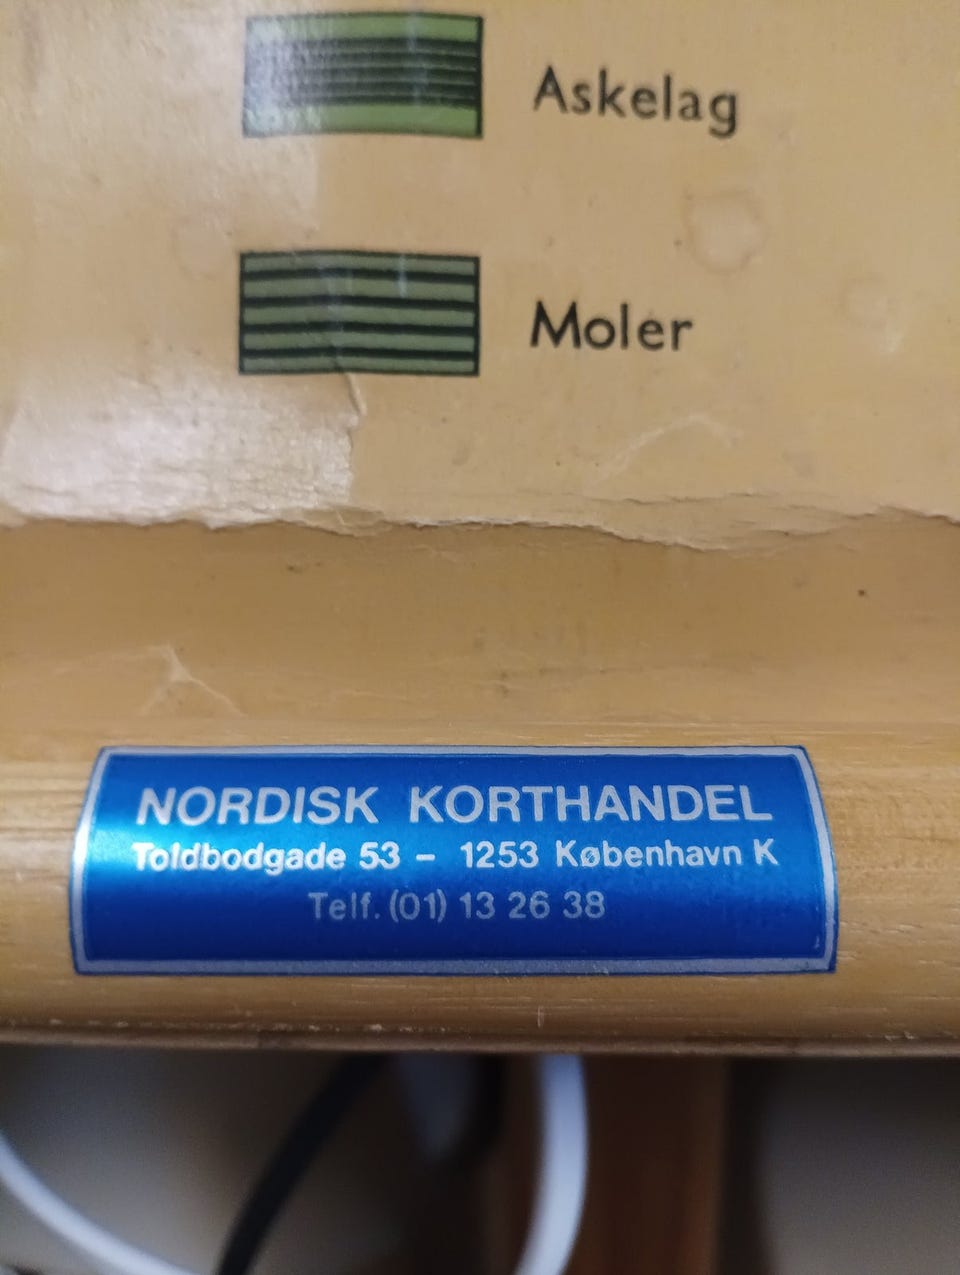 Askelag
Moler
NORDISK KORTHANDEL
Toldbodgade 53 – 1253 København K
Telf. (01) 13 26 38